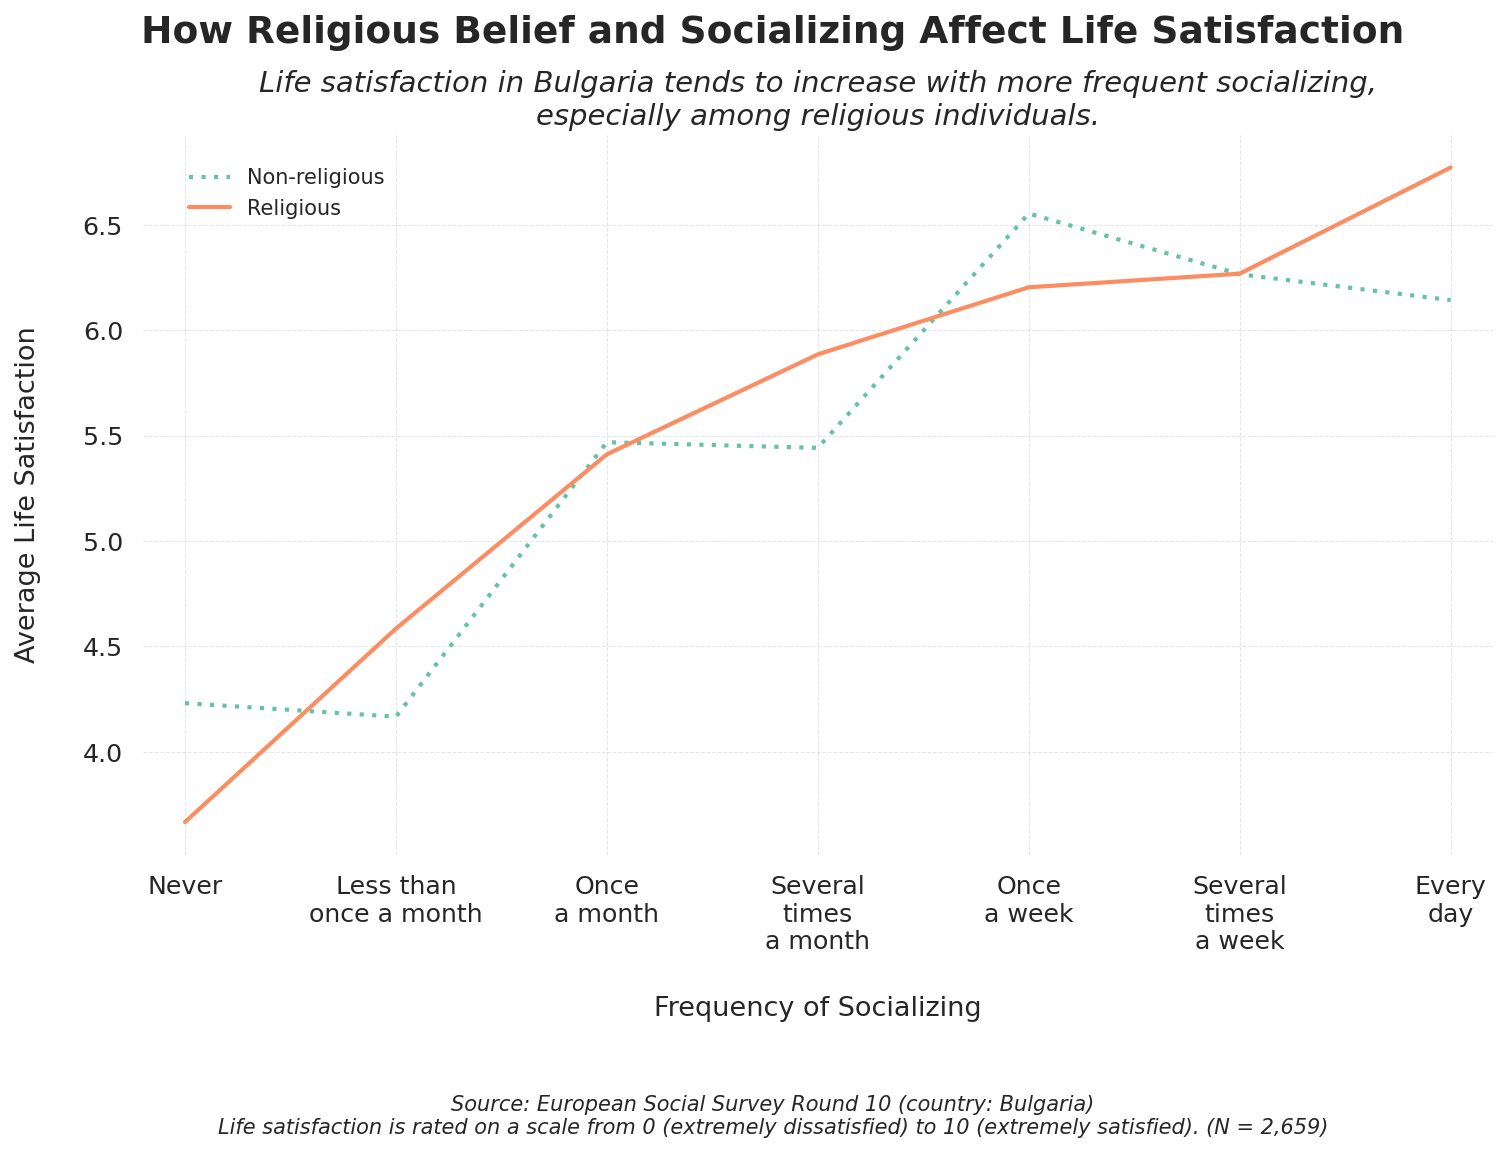 How Religious Belief and Socializing Affect Life Satisfaction
Life satisfaction in Bulgaria tends to increase with more frequent socializing,
especially among religious individuals.
Non-religious
Religious
Average Life Satisfaction
6.5
6.0
5.5
5.0
4.5
4.0
Never
Less than
once a month
Once
a month
Several
times
a month
Once
a week
Several
times
a week
Every
day
Frequency of Socializing
Source: European Social Survey Round 10 (country: Bulgaria)
Life satisfaction is rated on a scale from 0 (extremely dissatisfied) to 10 (extremely satisfied). (N = 2,659)